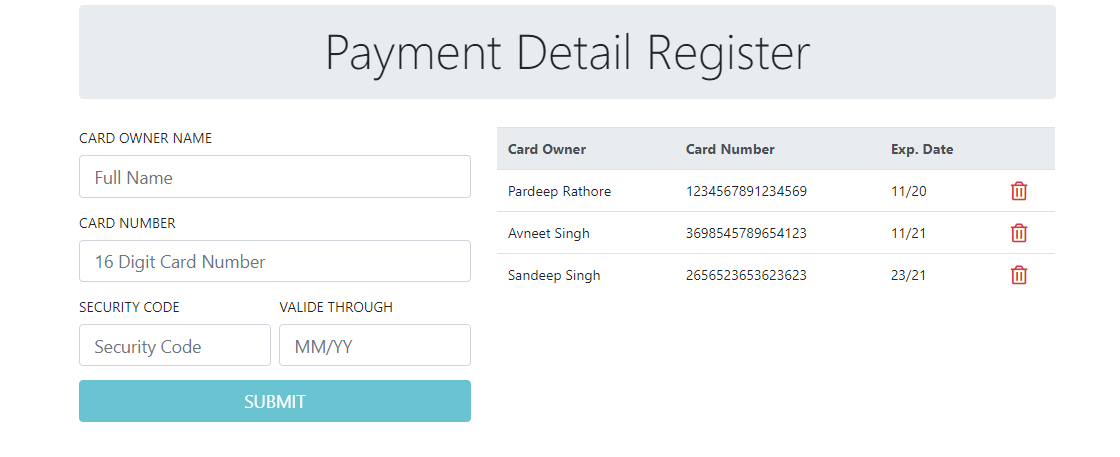 Payment Detail Register
CARD OWNER NAME
Full Name
CARD NUMBER
16 Digit Card Number
SECURITY CODE VALIDE THROUGH
Security Code MM/YY
SUBMIT
Card Owner Card Number Exp. Date
Pardeep Rathore 1234567891234569 11/20
Avneet Singh 3698545789654123 11/21
Sandeep Singh 2656523653623623 23/21